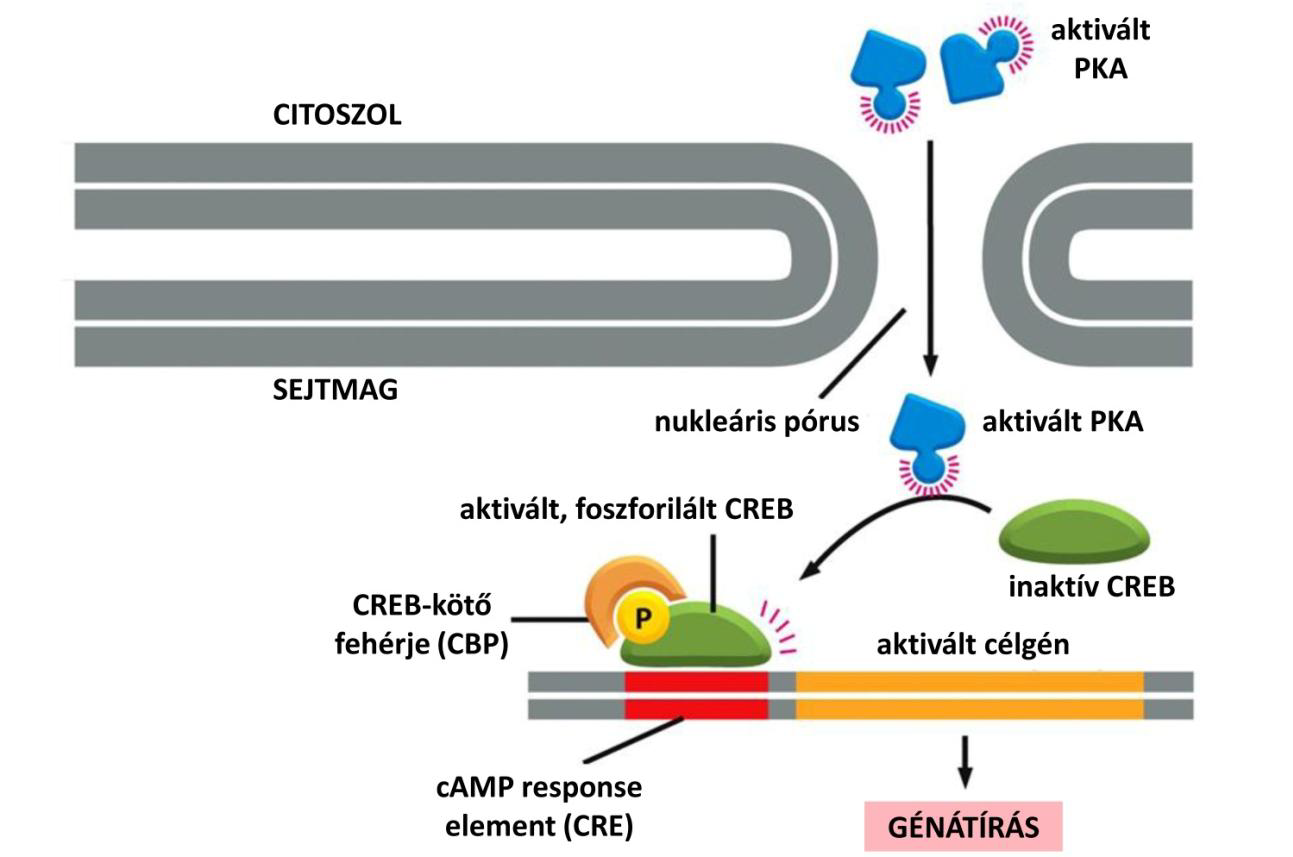 aktivált
PKA
CITOSZOL
SEJTMAG
nukleáris pórus
aktivált PKA
aktivált, foszforilált CREB
inaktív CREB
CREB-kötő
fehérje (CBP)
P
aktivált célgén
cAMP response
element (CRE)
GÉNÁTÍRÁS